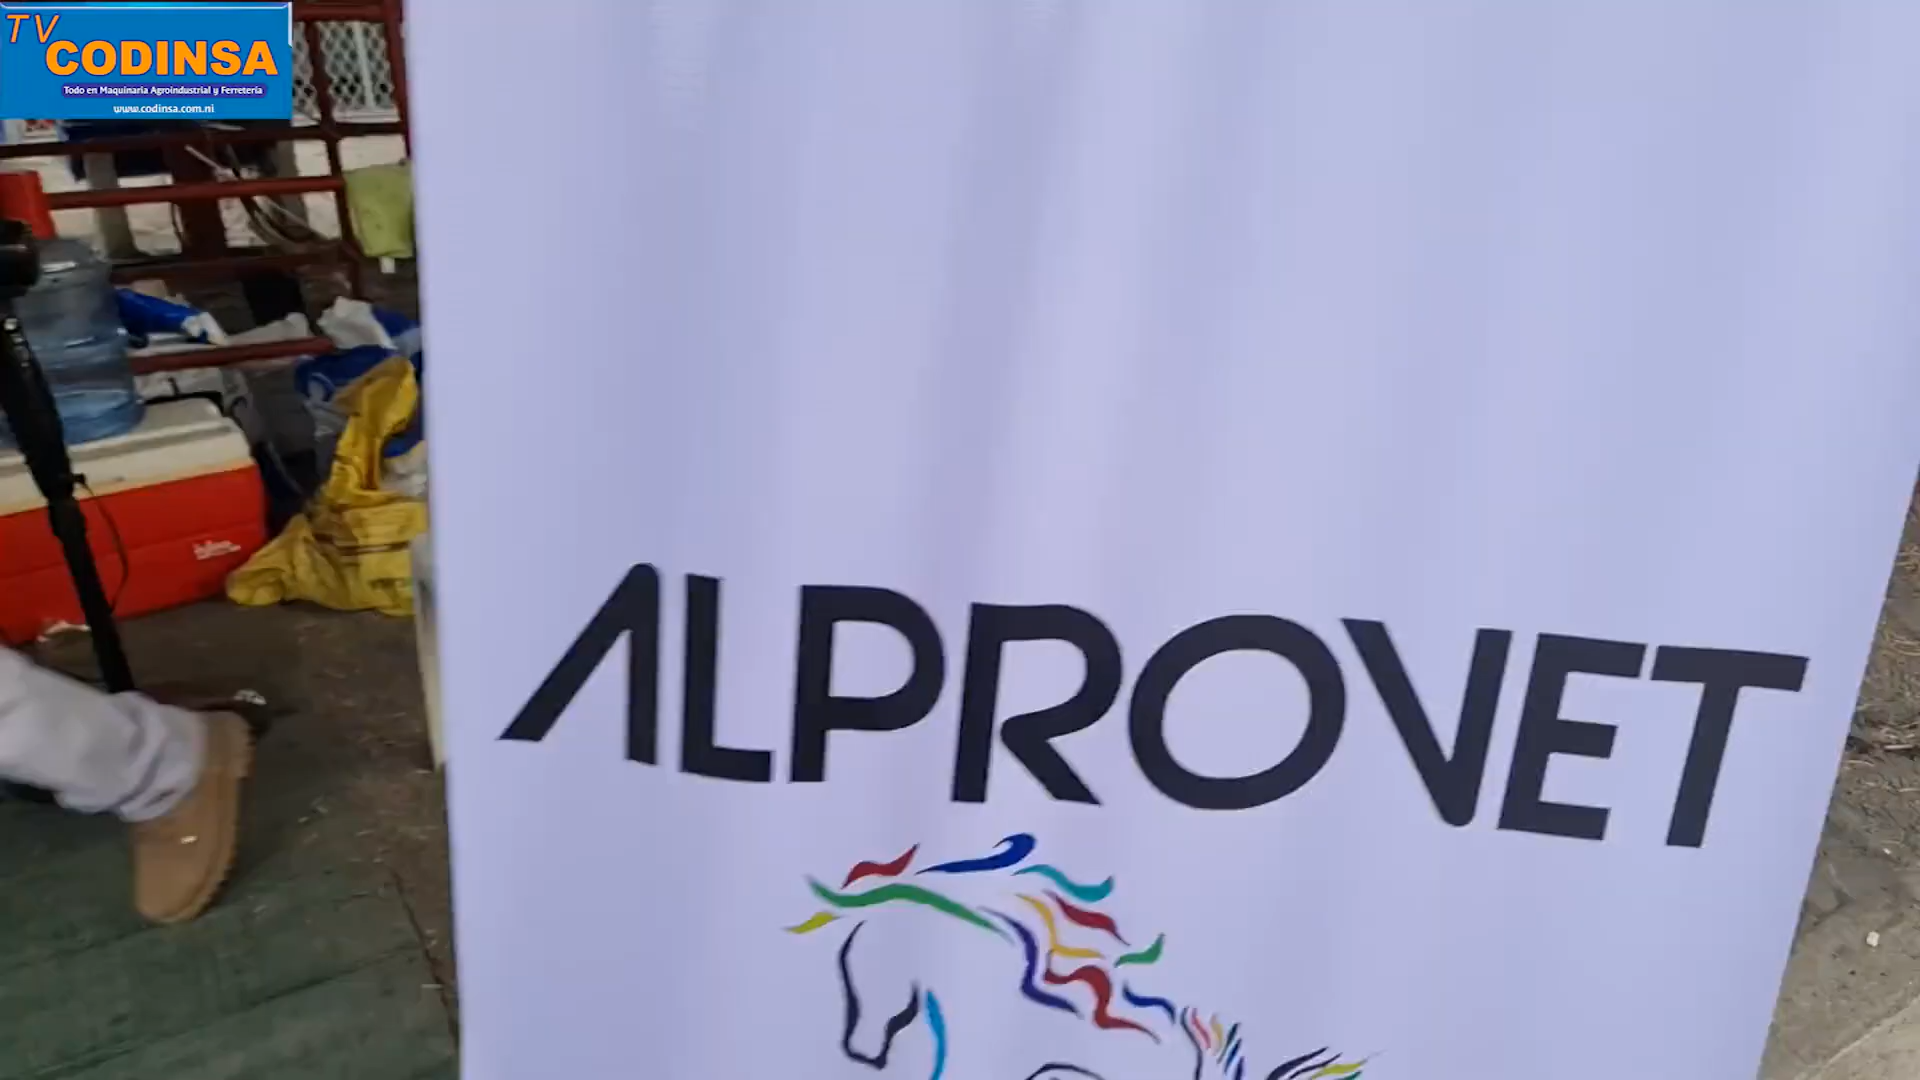 TV
CODINSA
Todo en Maquinaria Agroindustrial y Ferretería
www.codinsa.com.ni
ALPROVET